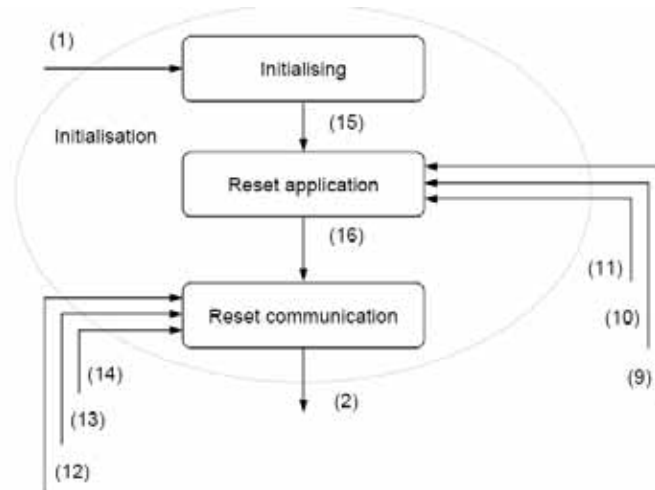 (1)
Initialising
(15)
Initialisation
Reset application
(16)
(11)
(10)
Reset communication
(9)
(14)
(2)
(13)
(12)